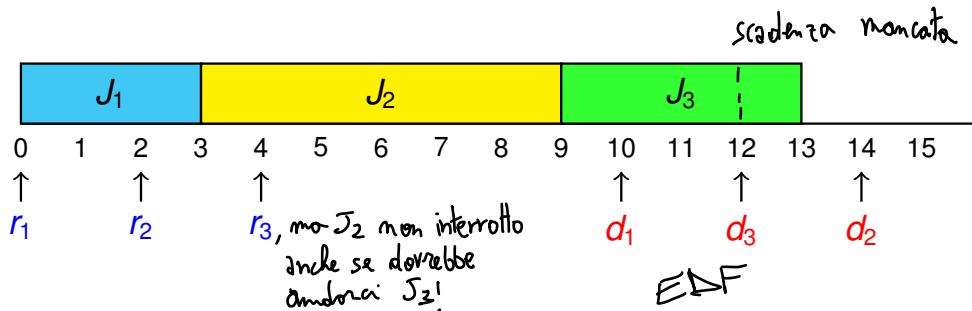 scadenza mancata
J1 J2 J3
0 1 2 3 4 5 6 7 8 9 10 11 12 13 14 15
r1 r2 r3, ma J2 non interrotto d1 d3 d2
anche se dovrebbe
andarci J3!
EDF